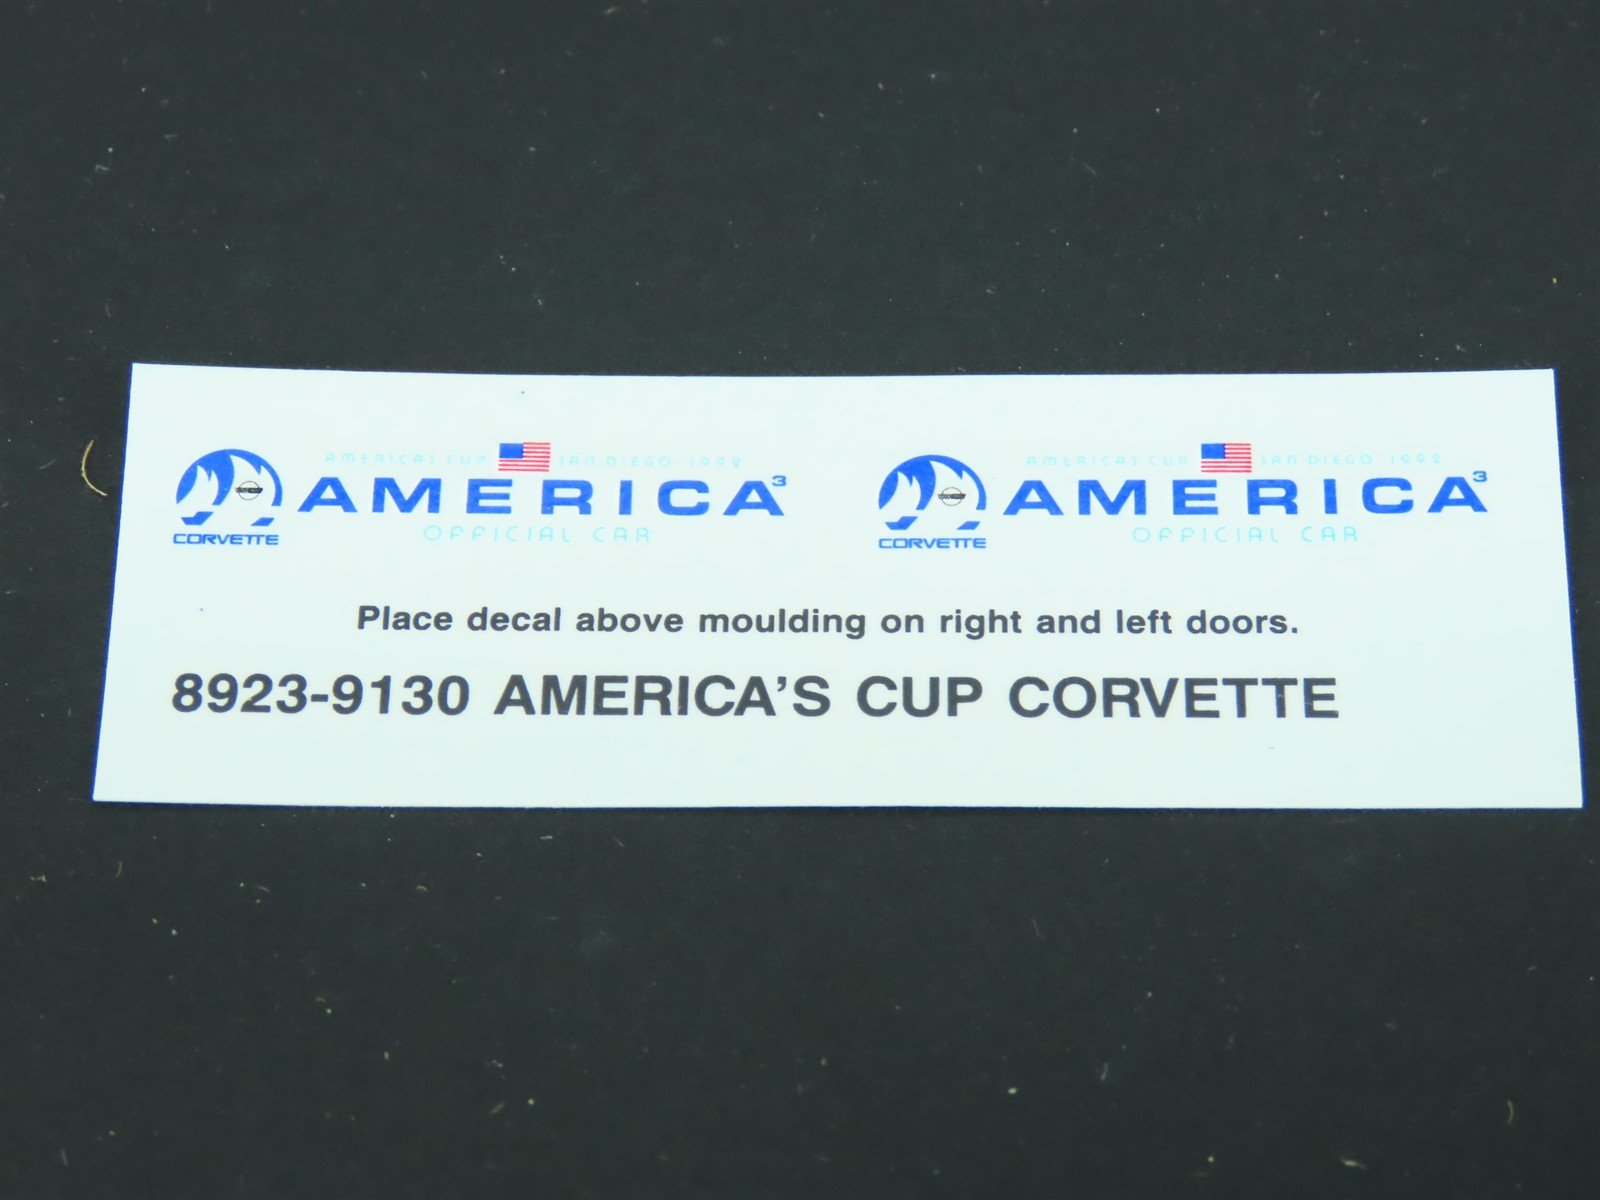 AMERICA'S CUP SAN DIEGO 1992
AMERICA³
OFFICIAL CAR
CORVETTE
AMERICA'S CUP SAN DIEGO 1992
AMERICA³
OFFICIAL CAR
CORVETTE
Place decal above moulding on right and left doors.
8923-9130 AMERICA'S CUP CORVETTE